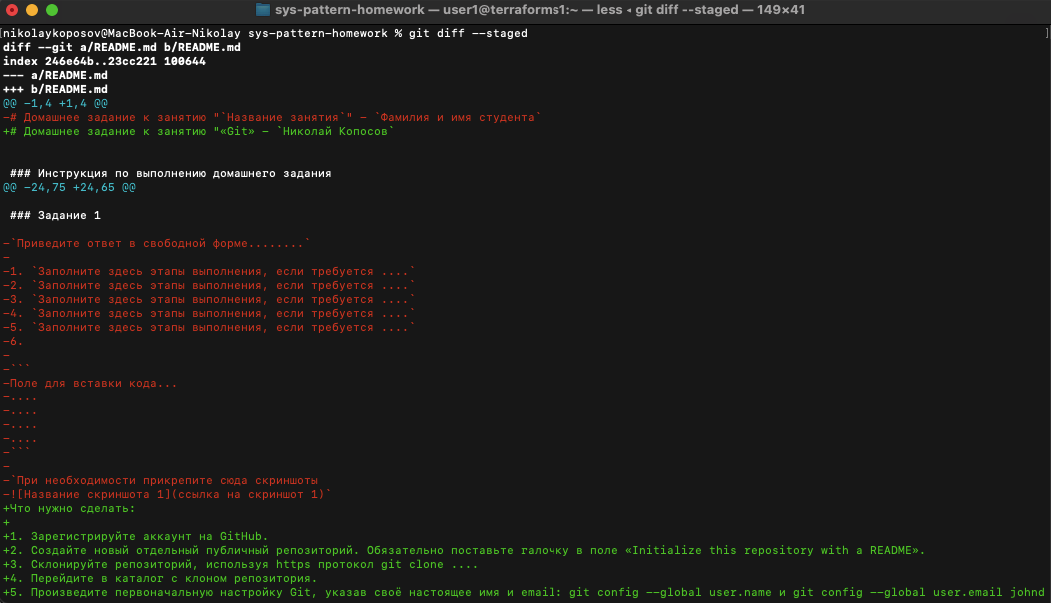 sys-pattern-homework — user1@terraforms1:~ — less ◂ git diff --staged — 149×41
[nikolaykoposov@MacBook-Air-Nikolay sys-pattern-homework % git diff --staged ]
diff --git a/README.md b/README.md
index 246e64b..23cc221 100644
--- a/README.md
+++ b/README.md
@@ -1,4 +1,4 @@
-# Домашнее задание к занятию "`Название занятия`" - `Фамилия и имя студента`
+# Домашнее задание к занятию "«Git» - `Николай Копосов`
### Инструкция по выполнению домашнего задания
@@ -24,75 +24,65 @@
### Задание 1
-`Приведите ответ в свободной форме........`
-
-1. `Заполните здесь этапы выполнения, если требуется ....`
-2. `Заполните здесь этапы выполнения, если требуется ....`
-3. `Заполните здесь этапы выполнения, если требуется ....`
-4. `Заполните здесь этапы выполнения, если требуется ....`
-5. `Заполните здесь этапы выполнения, если требуется ....`
-6.
-
-```
-Поле для вставки кода...
-....
-....
-....
-....
-```
-
-`При необходимости прикрепите сюда скриншоты
-![Название скриншота 1](ссылка на скриншот 1)`
+Что нужно сделать:
+
+1. Зарегистрируйте аккаунт на GitHub.
+2. Создайте новый отдельный публичный репозиторий. Обязательно поставьте галочку в поле «Initialize this repository with a README».
+3. Склонируйте репозиторий, используя https протокол git clone ....
+4. Перейдите в каталог с клоном репозитория.
+5. Произведите первоначальную настройку Git, указав своё настоящее имя и email: git config --global user.name и git config --global user.email johnd